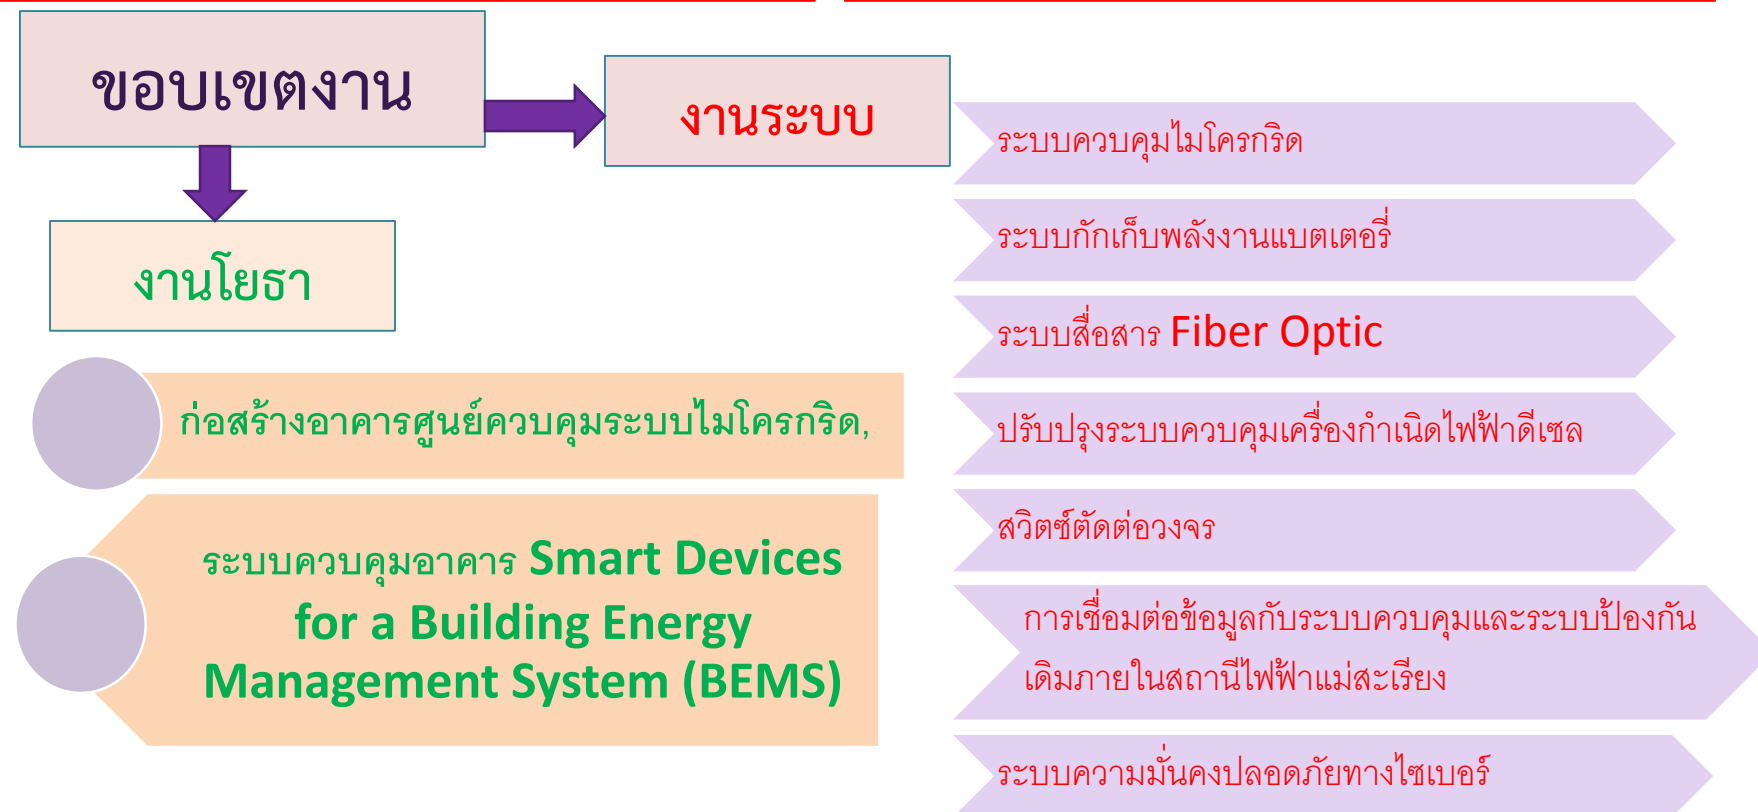 ขอบเขตงาน
งานระบบ
งานโยธา
ก่อสร้างอาคารศูนย์ควบคุมระบบไมโครกริด,
ระบบควบคุมอาคาร Smart Devices
for a Building Energy
Management System (BEMS)
ระบบควบคุมไมโครกริด
ระบบกักเก็บพลังงานแบตเตอรี่
ระบบสื่อสาร Fiber Optic
ปรับปรุงระบบควบคุมเครื่องกำเนิดไฟฟ้าดีเซล
สวิตซ์ตัดต่อวงจร
การเชื่อมต่อข้อมูลกับระบบควบคุมและระบบป้องกัน
เดิมภายในสถานีไฟฟ้าแม่สะเรียง
ระบบความมั่นคงปลอดภัยทางไซเบอร์